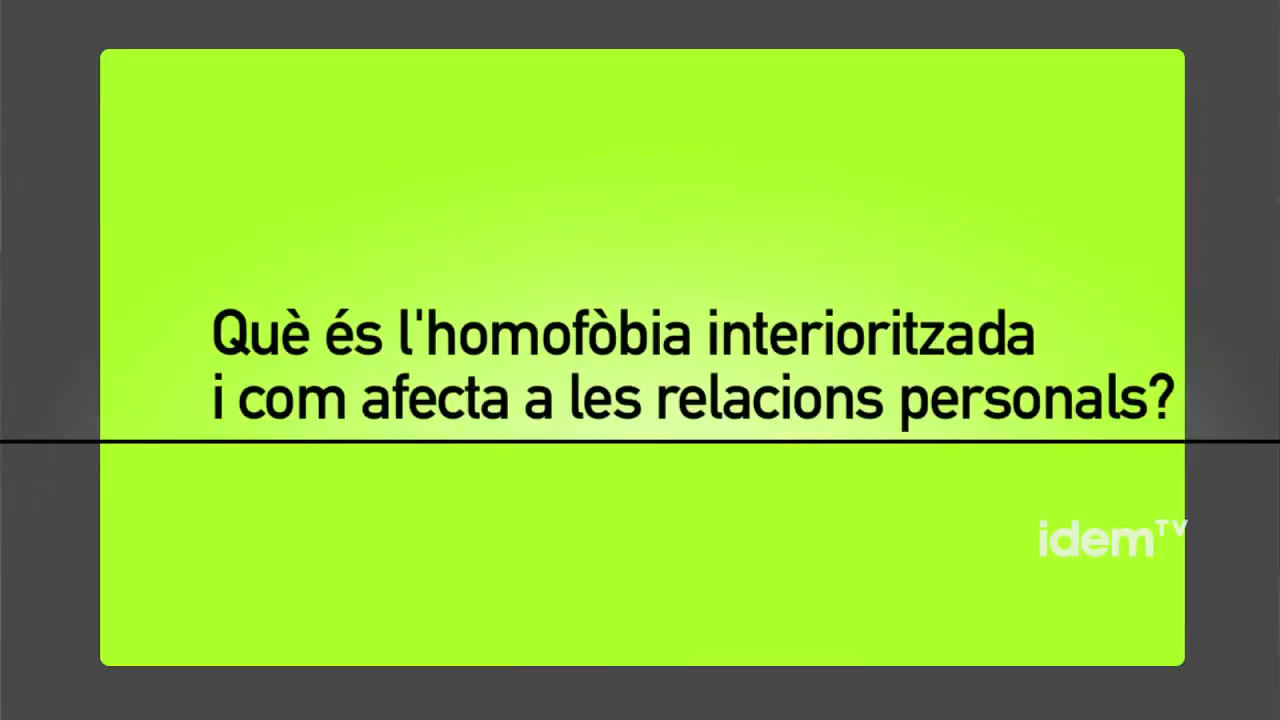 Què és l'homofòbia interioritzada
i com afecta a les relacions personals?
idemTV